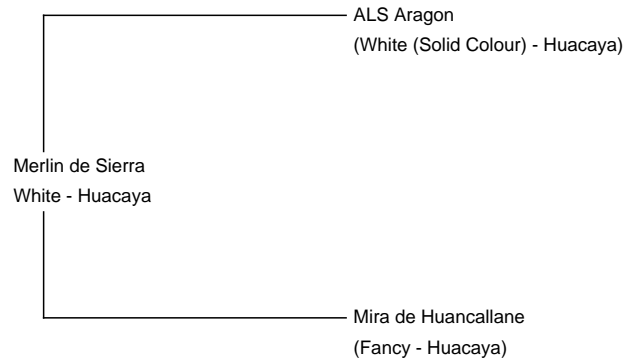 ALS Aragon
(White (Solid Colour) - Huacaya)
Merlin de Sierra
White - Huacaya
Mira de Huancallane
(Fancy - Huacaya)